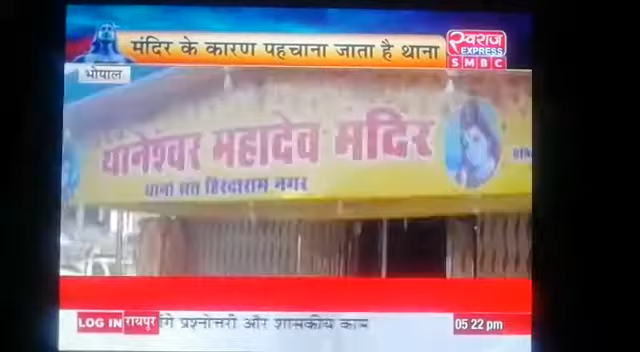 मंदिर के कारण पहचाना जाता है थाना
स्वराज
EXPRESS
SMBC
भोपाल
थानेश्वर महादेव मंदिर
थाना संत हिरदाराम नगर
LOG IN रायपुर गे प्रश्नोत्तरी और शासकीय काम
05:22 pm